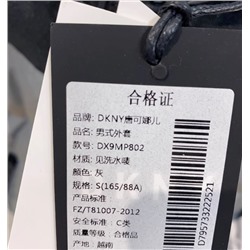 合格证
品牌: DKNY唐可娜儿
品名: 男式外套
款号: DX9MP802
材质: 见洗水唛
颜色: 灰
规格: S(165/88A)
产品标准:
FZ/T81007-2012
安全标准: C类
质量等级: 合格品
产地: 越南
D795733222521